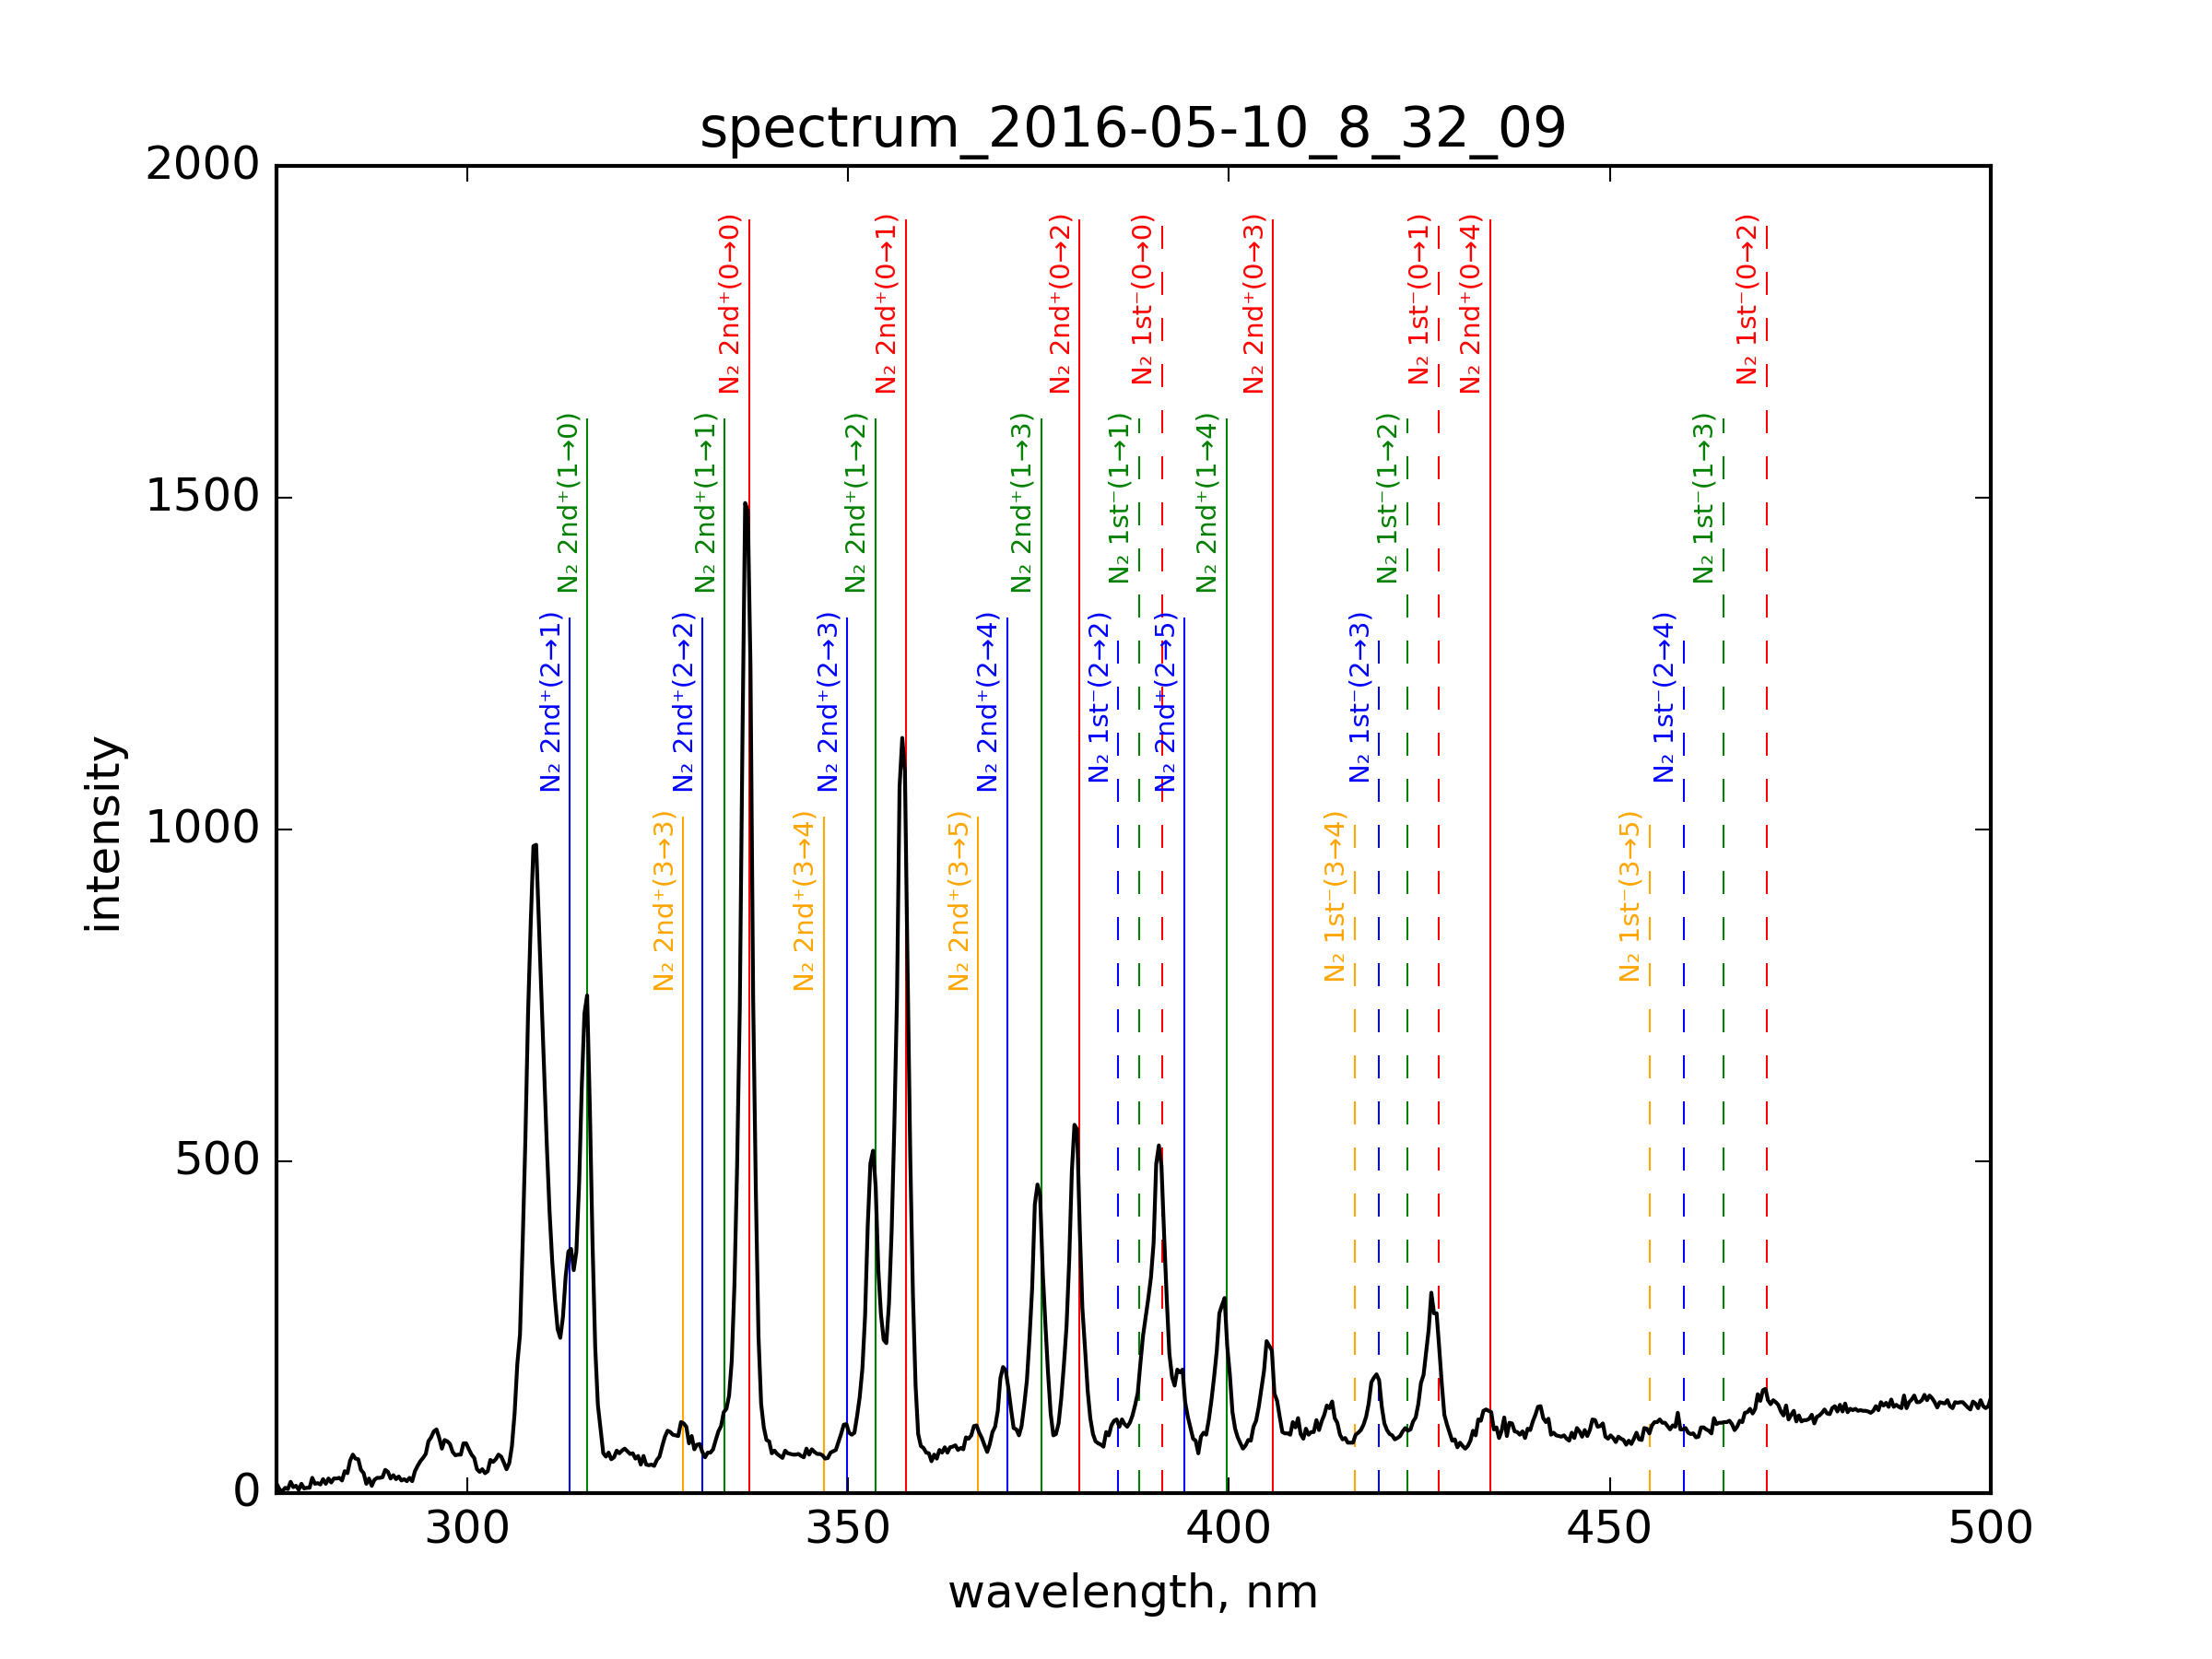 spectrum_2016-05-10_8_32_09
2000
1500
1000
500
0
intensity
N₂ 2nd⁺(0→0)
N₂ 2nd⁺(0→1)
N₂ 2nd⁺(0→2)
N₂ 1st⁻(0→0)
N₂ 2nd⁺(0→3)
N₂ 1st⁻(0→1)
N₂ 2nd⁺(0→4)
N₂ 1st⁻(0→2)
N₂ 2nd⁺(1→0)
N₂ 2nd⁺(1→1)
N₂ 2nd⁺(1→2)
N₂ 2nd⁺(1→3)
N₂ 1st⁻(1→1)
N₂ 2nd⁺(1→4)
N₂ 1st⁻(1→2)
N₂ 1st⁻(1→3)
N₂ 2nd⁺(2→1)
N₂ 2nd⁺(2→2)
N₂ 2nd⁺(2→3)
N₂ 2nd⁺(2→4)
N₂ 1st⁻(2→2)
N₂ 2nd⁺(2→5)
N₂ 1st⁻(2→3)
N₂ 1st⁻(2→4)
N₂ 2nd⁺(3→3)
N₂ 2nd⁺(3→4)
N₂ 2nd⁺(3→5)
N₂ 1st⁻(3→4)
N₂ 1st⁻(3→5)
300 350 400 450 500
wavelength, nm